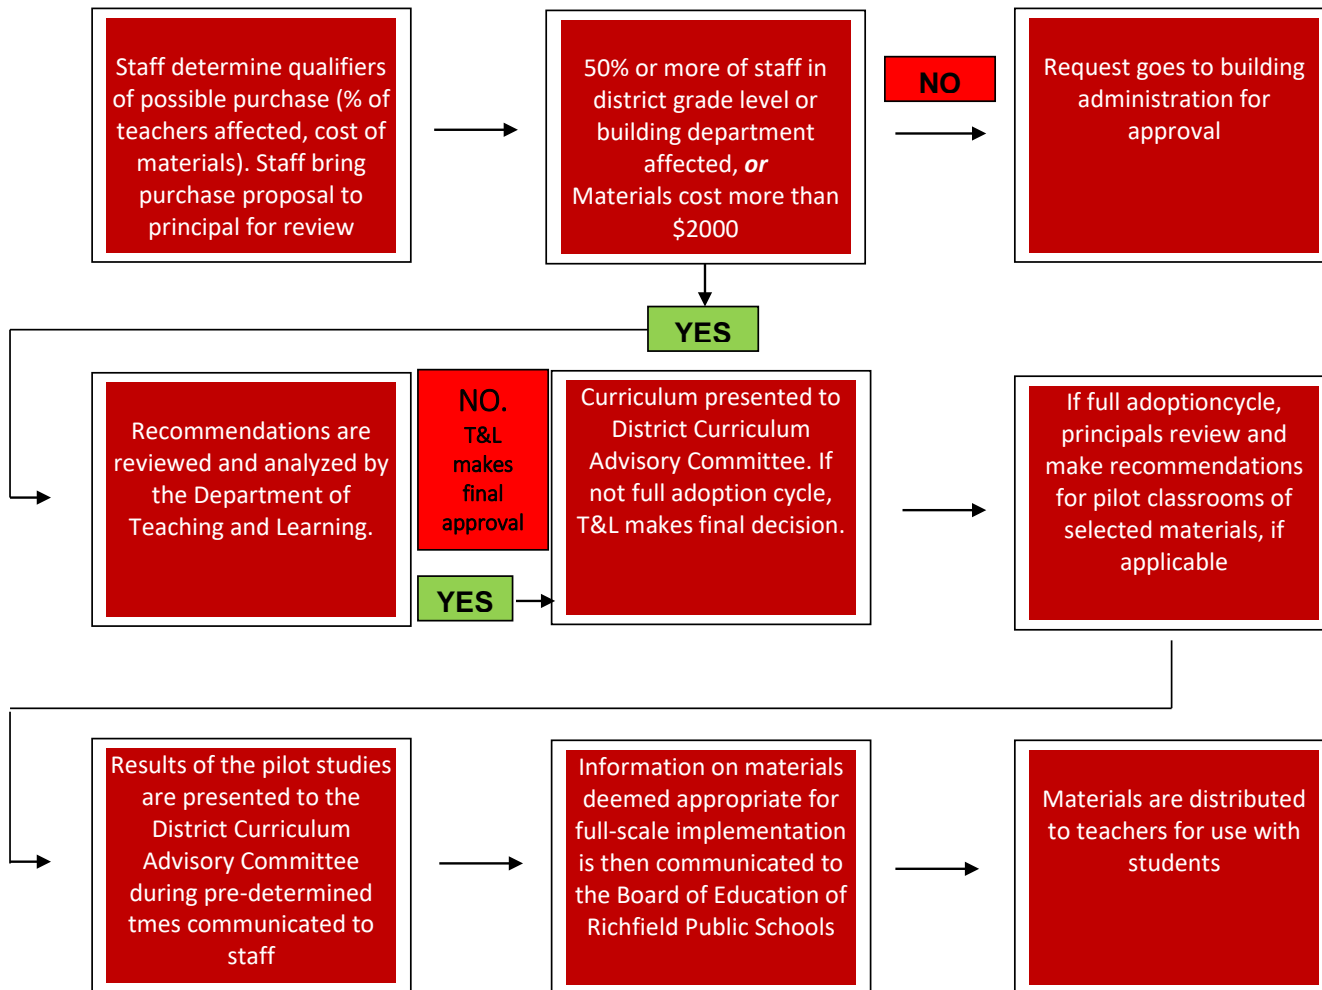 Staff determine qualifiers
of possible purchase (% of
teachers affected, cost of
materials). Staff bring
purchase proposal to
principal for review
50% or more of staff in
district grade level or
building department
affected, or
Materials cost more than
$2000
NO
Request goes to building
administration for
approval
YES
Recommendations are
reviewed and analyzed by
the Department of
Teaching and Learning.
NO.
T&L
makes
final
approval
YES
Curriculum presented to
District Curriculum
Advisory Committee. If
not full adoption cycle,
T&L makes final decision.
If full adoptioncycle,
principals review and
make recommendations
for pilot classrooms of
selected materials, if
applicable
Results of the pilot studies
are presented to the
District Curriculum
Advisory Committee
during pre-determined
tmes communicated to
staff
Information on materials
deemed appropriate for
full-scale implementation
is then communicated to
the Board of Education of
Richfield Public Schools
Materials are distributed
to teachers for use with
students